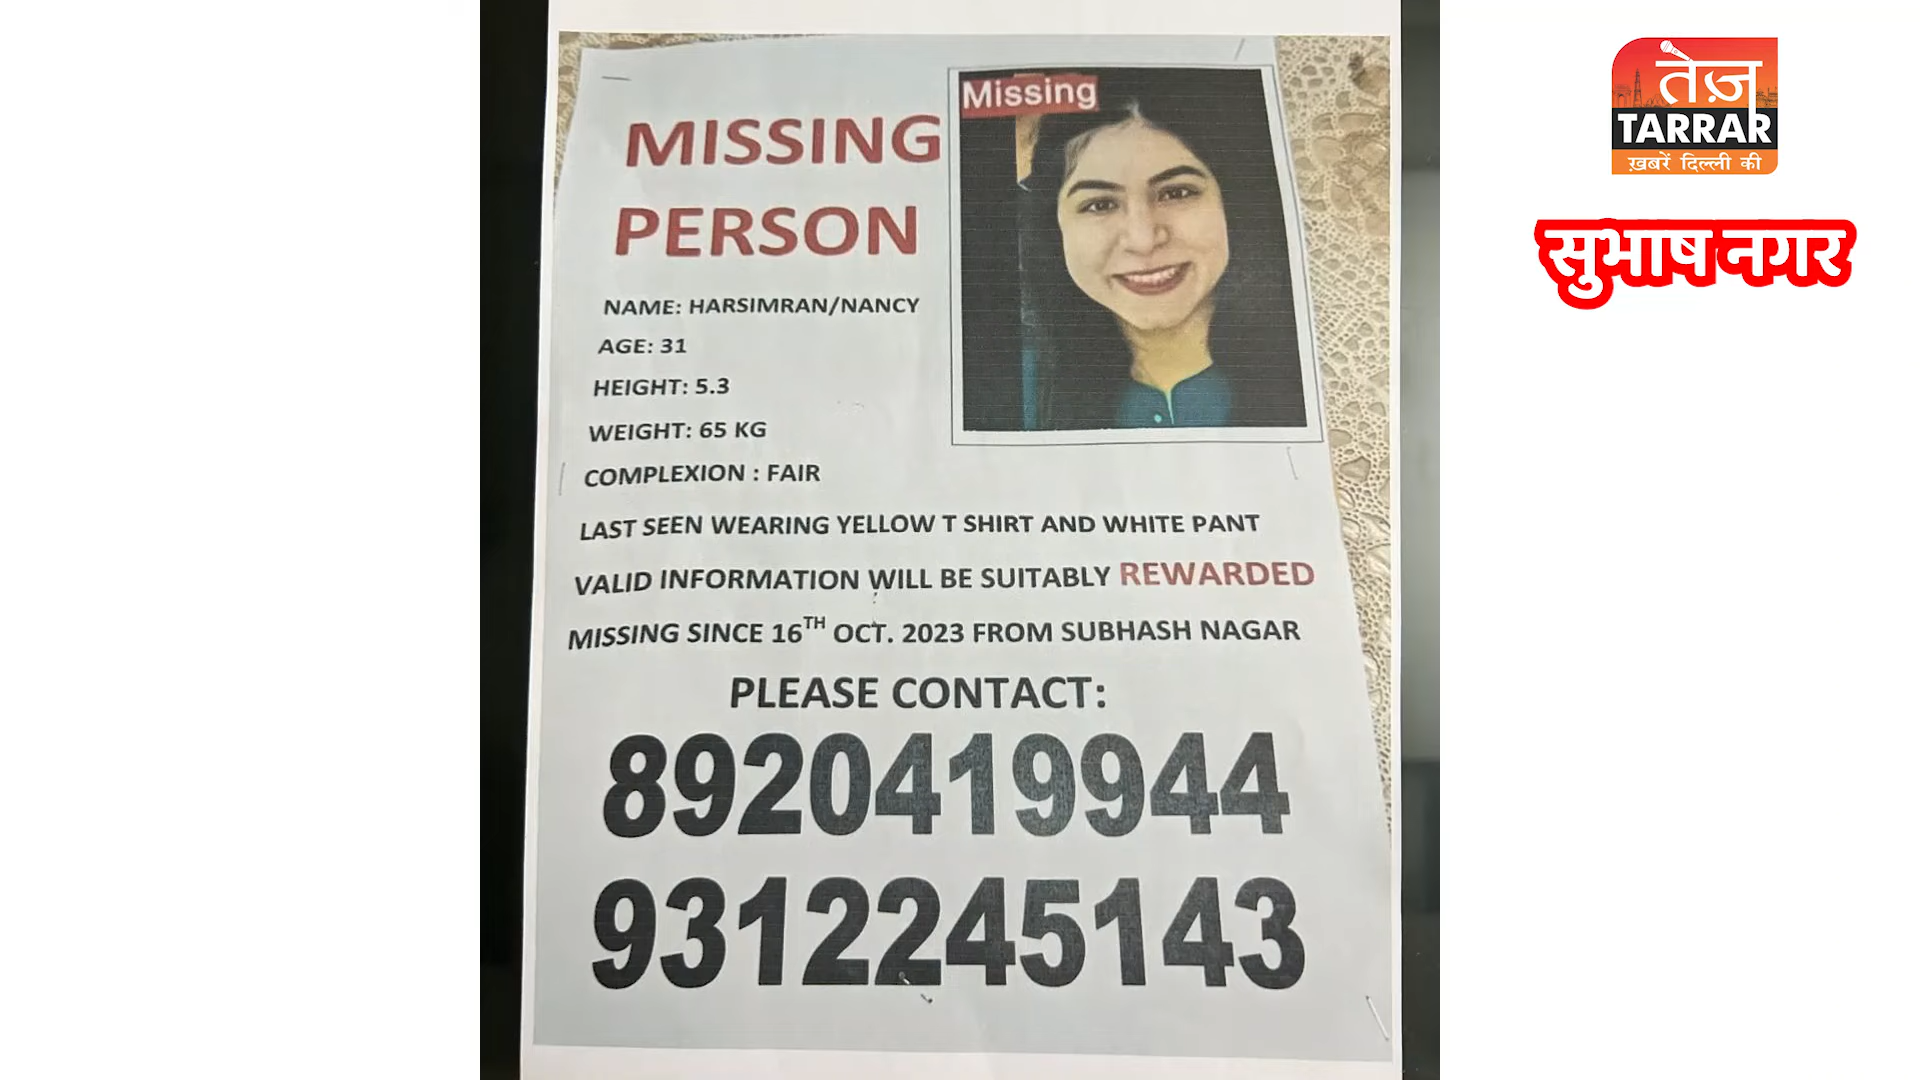 MISSING
PERSON
Missing
NAME: HARSIMRAN/NANCY
AGE: 31
HEIGHT: 5.3
WEIGHT: 65 KG
COMPLEXION : FAIR
LAST SEEN WEARING YELLOW T SHIRT AND WHITE PANT
VALID INFORMATION WILL BE SUITABLY REWARDED
MISSING SINCE 16TH OCT. 2023 FROM SUBHASH NAGAR
PLEASE CONTACT:
8920419944
9312245143
तेज़
TARRAR
ख़बरें दिल्ली की
सुभाष नगर